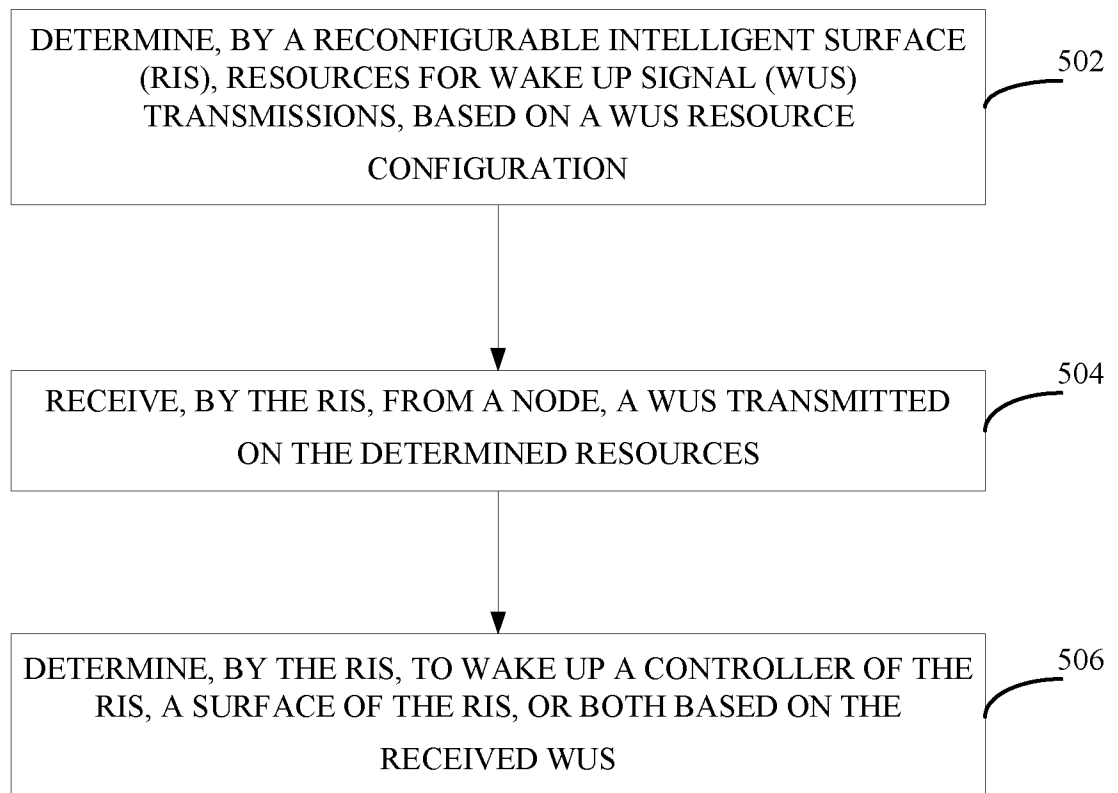 DETERMINE, BY A RECONFIGURABLE INTELLIGENT SURFACE
(RIS), RESOURCES FOR WAKE UP SIGNAL (WUS)
TRANSMISSIONS, BASED ON A WUS RESOURCE
CONFIGURATION
502
RECEIVE, BY THE RIS, FROM A NODE, A WUS TRANSMITTED
ON THE DETERMINED RESOURCES
504
DETERMINE, BY THE RIS, TO WAKE UP A CONTROLLER OF THE
RIS, A SURFACE OF THE RIS, OR BOTH BASED ON THE
RECEIVED WUS
506